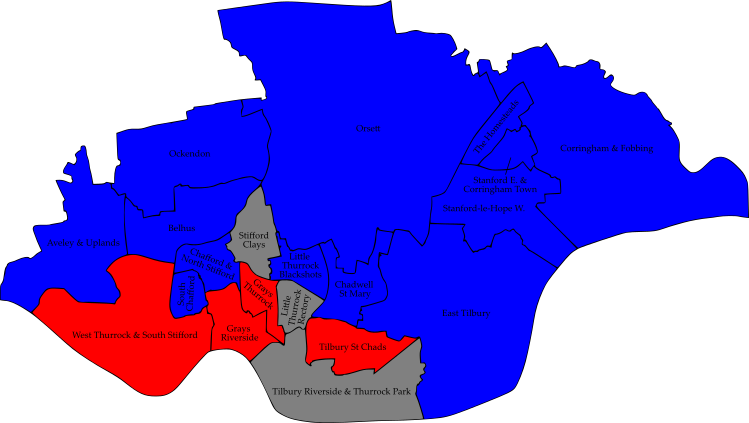 Orsett
The Homesteads
Corringham & Fobbing
Ockendon
Stanford E. &
Corringham Town
Stanford-le-Hope W.
Belhus
Stifford
Clays
Aveley & Uplands
Chafford &
North Stifford
Little
Thurrock
Blackshots
South
Chafford
Grays
Thurrock
Chadwell
St Mary
Little
Thurrock
Rectory
East Tilbury
West Thurrock & South Stifford
Grays
Riverside
Tilbury St Chads
Tilbury Riverside & Thurrock Park